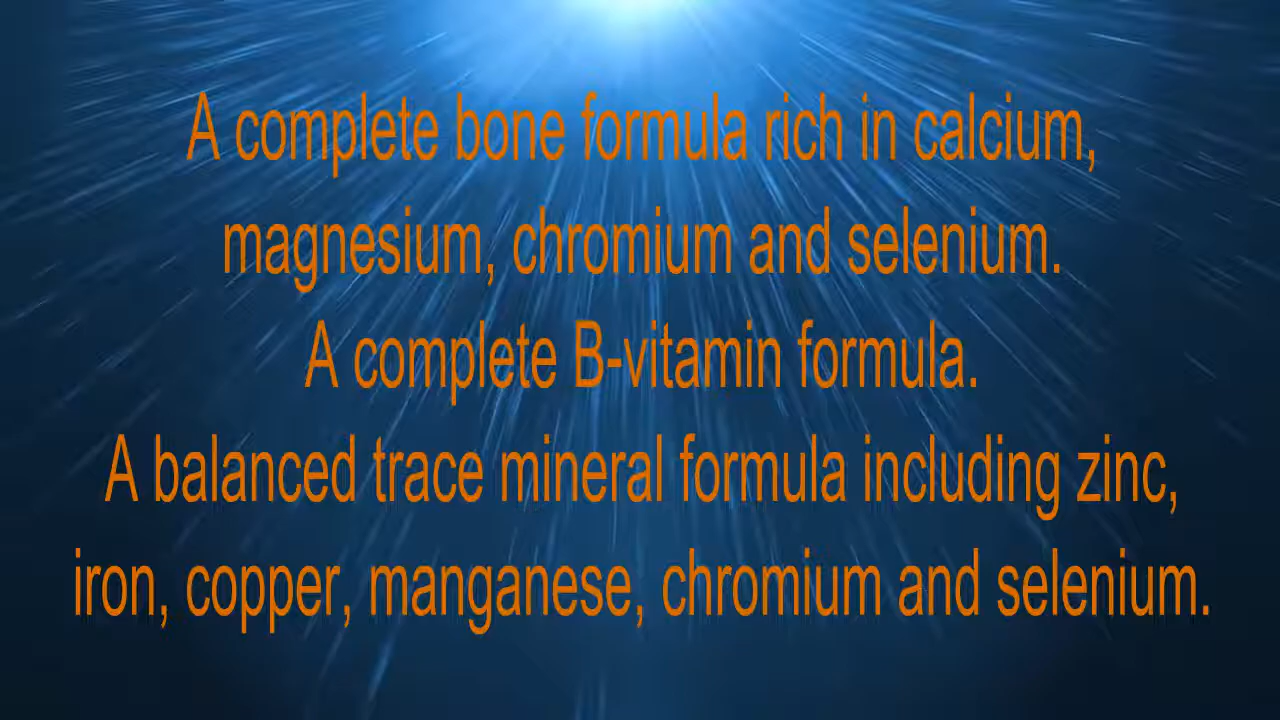 A complete bone formula rich in calcium,
magnesium, chromium and selenium.
A complete B-vitamin formula.
A balanced trace mineral formula including zinc,
iron, copper, manganese, chromium and selenium.